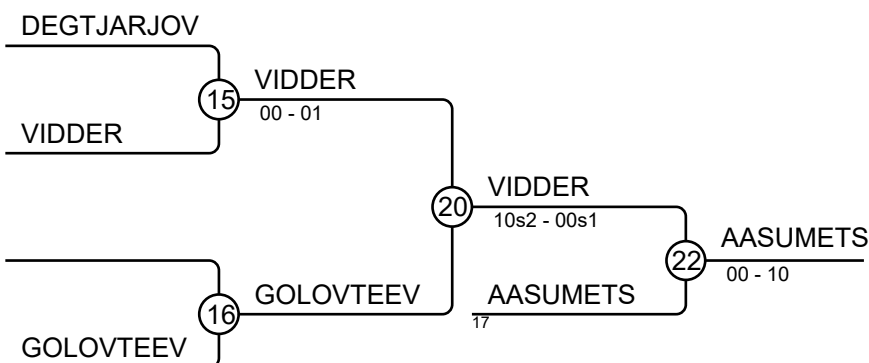 DEGTJARJOV
15
VIDDER
00 - 01
VIDDER
20
VIDDER
10s2 - 00s1
22
AASUMETS
00 - 10
16
GOLOVTEEV
AASUMETS
17
GOLOVTEEV